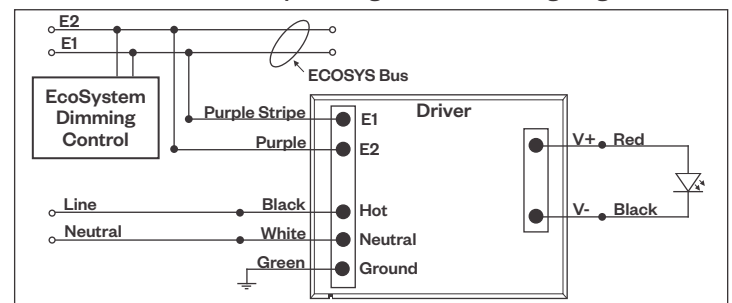 E2
E1
ECOSYS Bus
EcoSystem
Dimming
Control
Purple Stripe
E1
Driver
Purple
E2
V+
Red
Line
Black
Hot
V-
Black
Neutral
White
Neutral
Green
Ground